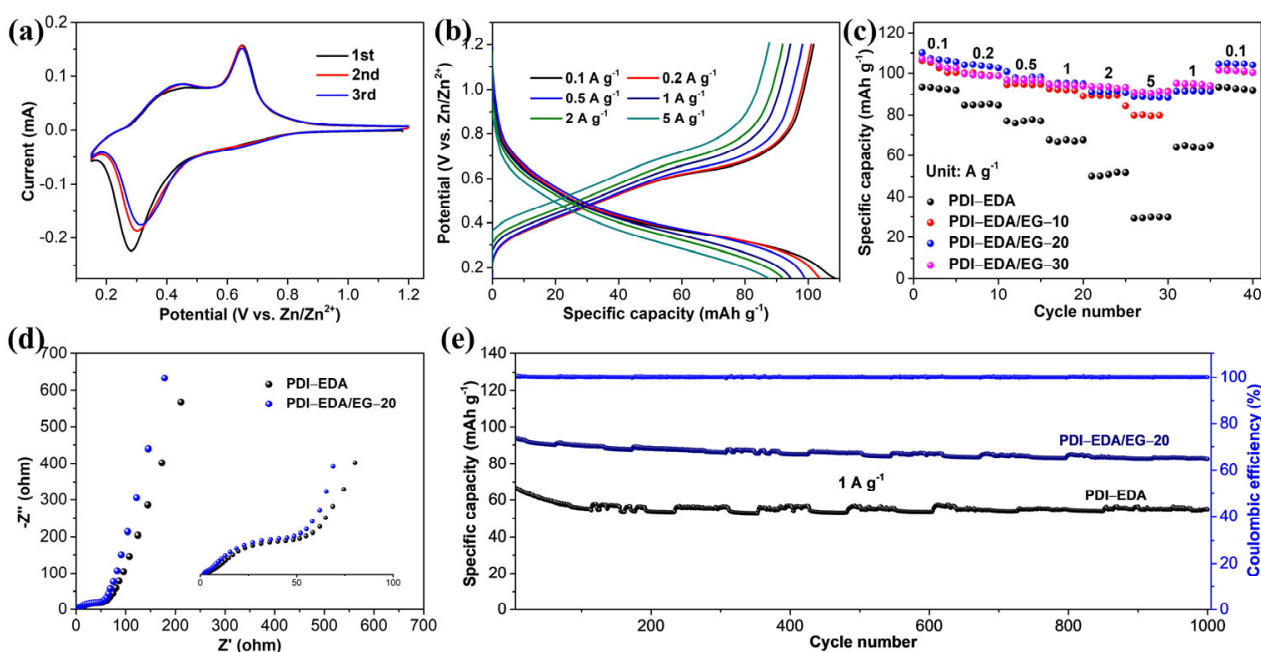 (a)
0.2
0.1
0.0
-0.1
-0.2
Current (mA)
1st
2nd
3rd
0.2 0.4 0.6 0.8 1.0 1.2
Potential (V vs. Zn/Zn2+)
(b)
1.2
1.0
0.8
0.6
0.4
0.2
Potential (V vs. Zn/Zn2+)
0.1 A g-1 0.2 A g-1
0.5 A g-1 1 A g-1
2 A g-1 5 A g-1
0 20 40 60 80 100
Specific capacity (mAh g-1)
(c)
120
100
80
60
40
20
0
Specific capacity (mAh g-1)
0.1 0.2 0.5 1 2 5 1 0.1
Unit: A g-1
PDI–EDA
PDI–EDA/EG–10
PDI–EDA/EG–20
PDI–EDA/EG–30
0 10 20 30 40
Cycle number
(d)
700
600
500
400
300
200
100
0
-Z'' (ohm)
PDI–EDA
PDI–EDA/EG–20
0 50 100
0 100 200 300 400 500 600 700
Z' (ohm)
(e)
140
120
100
80
60
40
20
0
Specific capacity (mAh g-1)
PDI–EDA/EG-20
1 A g-1
PDI–EDA
100
80
60
40
20
0
Coulombic efficiency (%)
200 400 600 800 1000
Cycle number